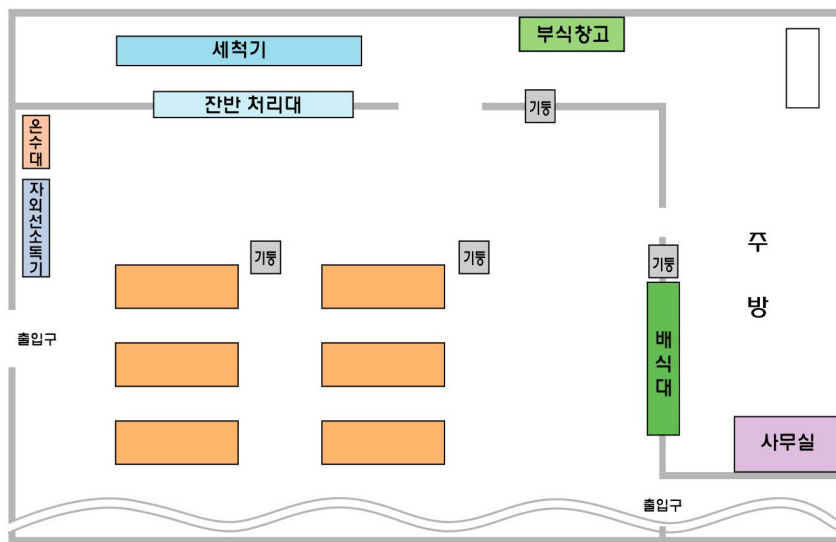 세척기
부식창고
잔반 처리대
기둥
온수대
자외선소독기
기둥
기둥
기둥
주방
출입구
배식대
사무실
출입구